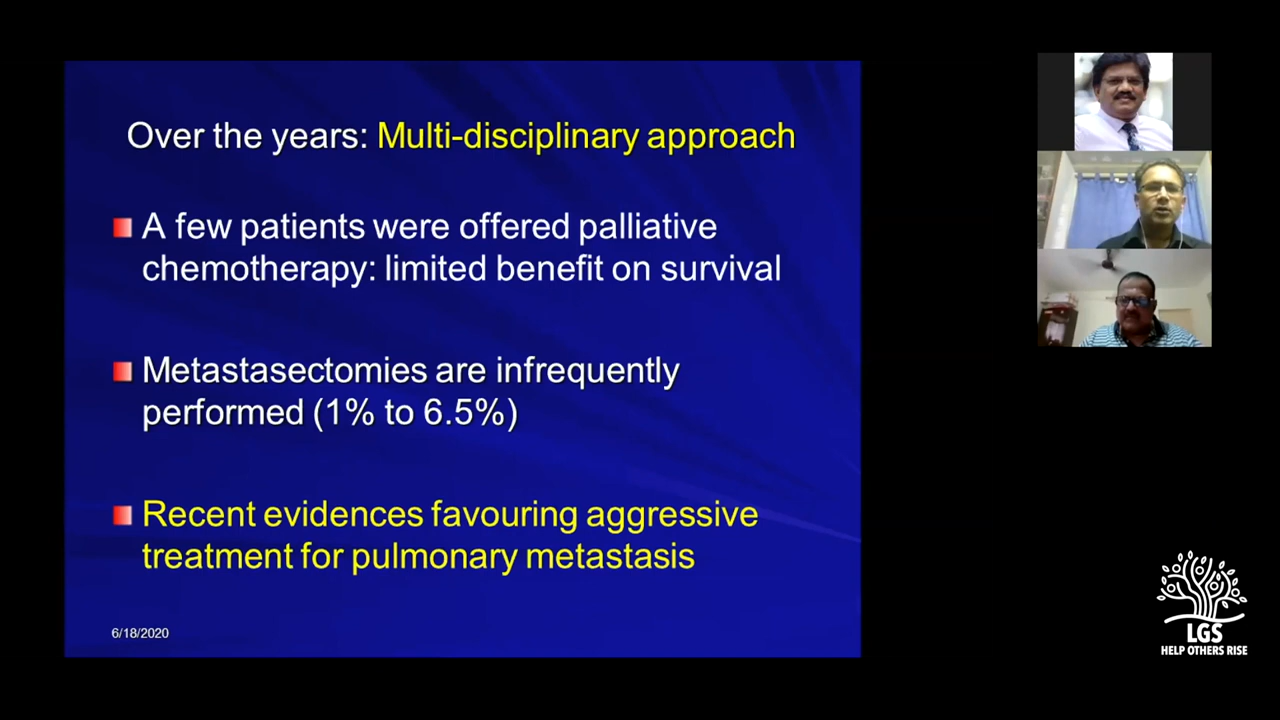 Over the years: Multi-disciplinary approach
A few patients were offered palliative
chemotherapy: limited benefit on survival
Metastasectomies are infrequently
performed (1% to 6.5%)
Recent evidences favouring aggressive
treatment for pulmonary metastasis
6/18/2020
LGS
HELP OTHERS RISE